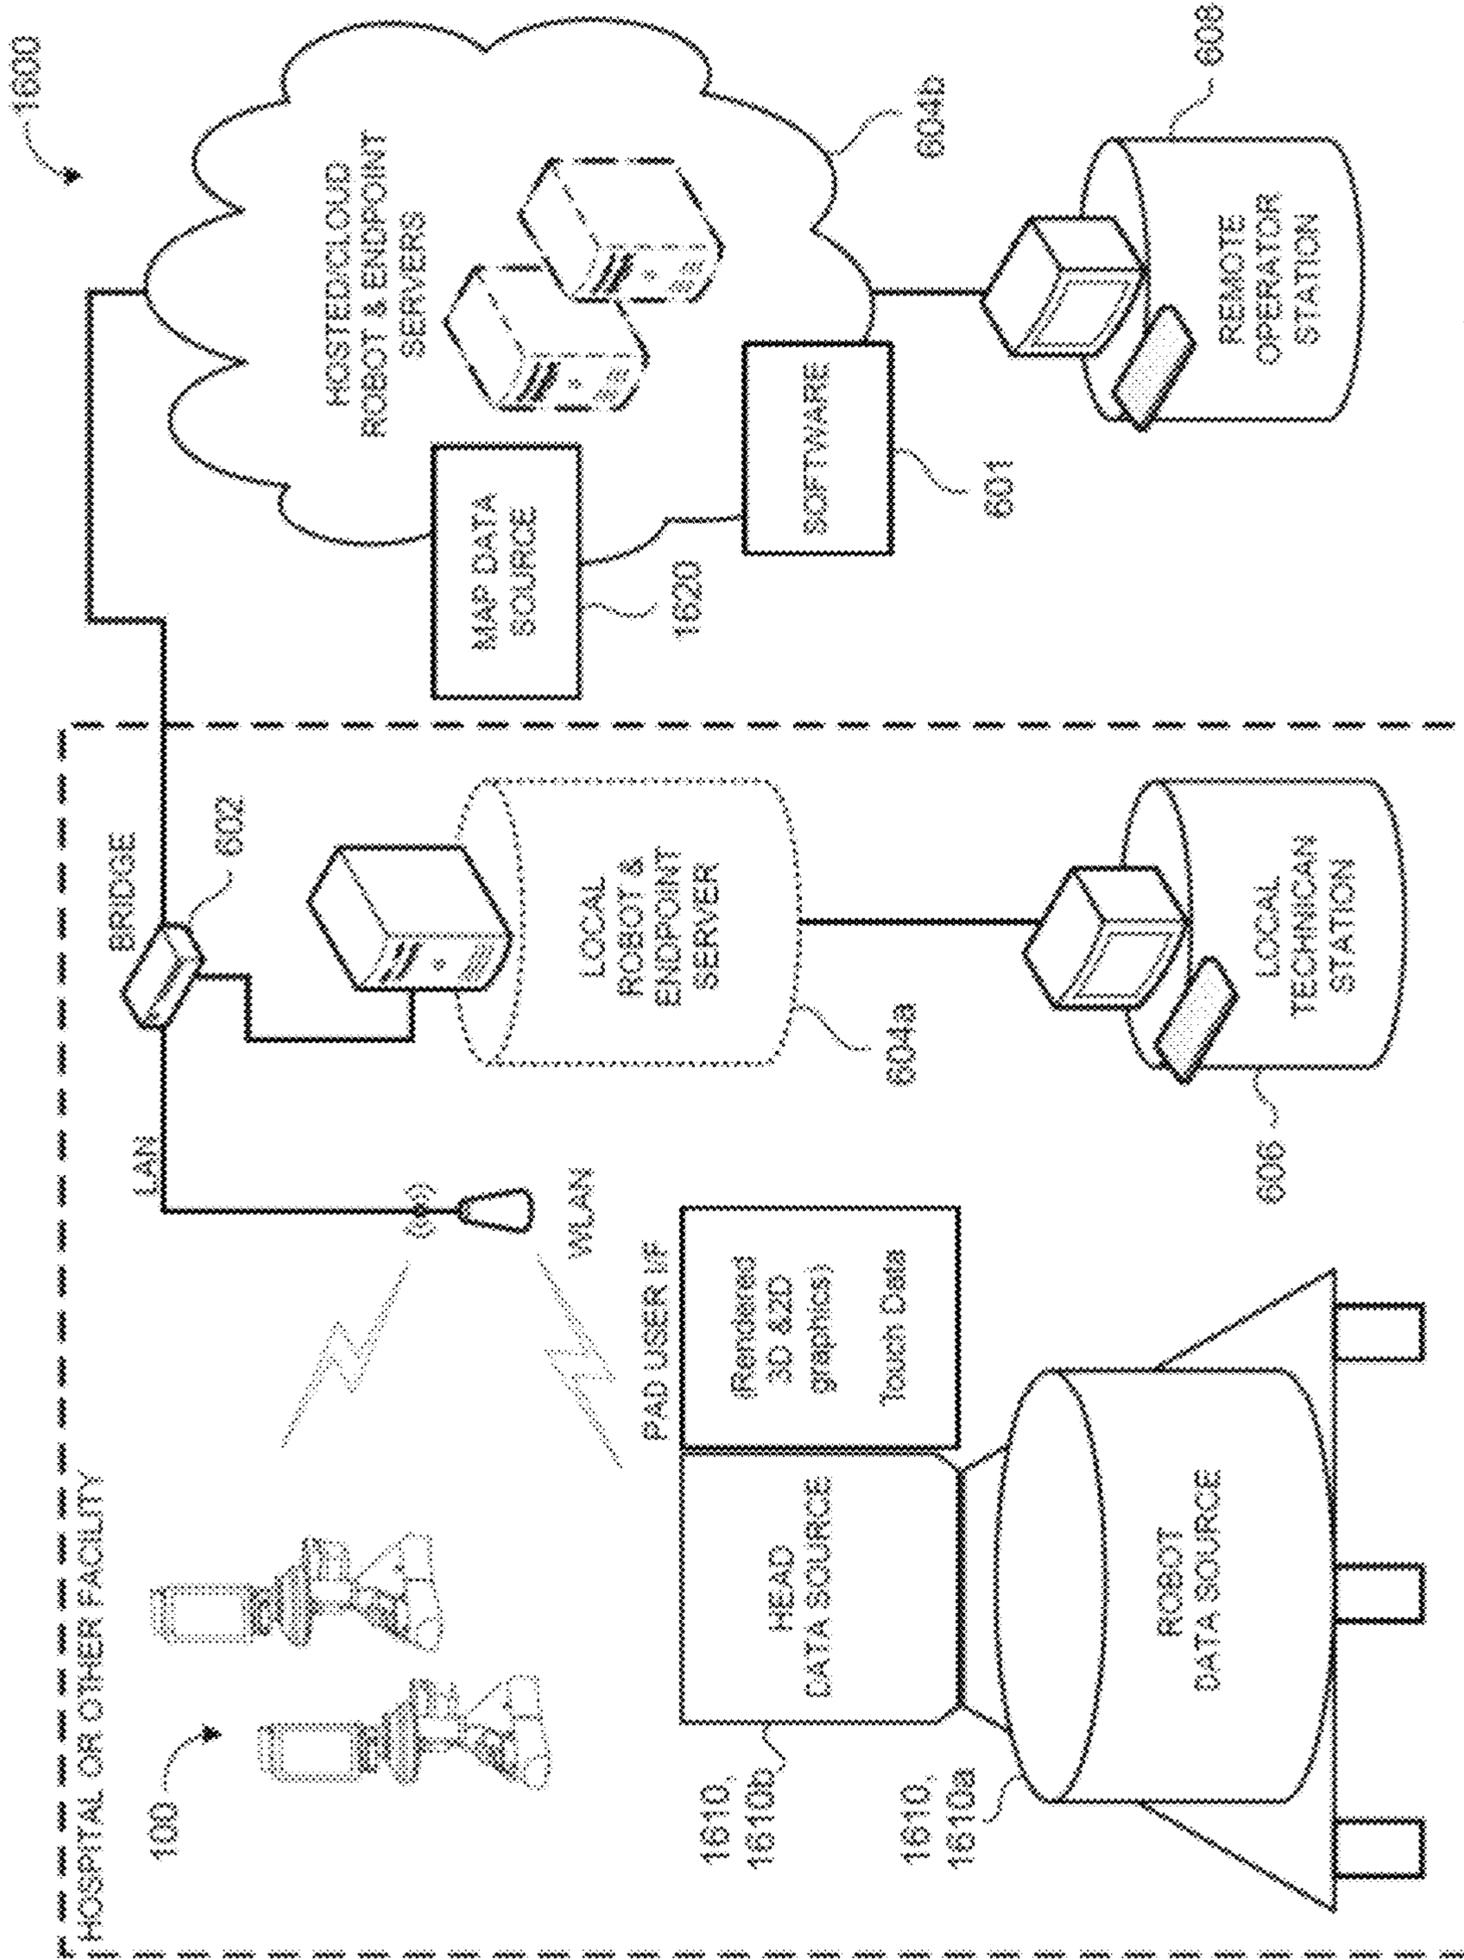 1600
HOSPITAL OR OTHER FACILITY
100
LAN
BRIDGE
602
WLAN
HOSTED/CLOUD
ROBOT & ENDPOINT
SERVERS
604b
MAP DATA
SOURCE
1620
SOFTWARE
601
LOCAL
ROBOT &
ENDPOINT
SERVER
604a
PAD USER I/F
(Rendered
3D &2D
graphics)
Touch Data
HEAD
DATA SOURCE
1610,
1610b
1610,
1610a
ROBOT
DATA SOURCE
LOCAL
TECHNICAN
STATION
606
REMOTE
OPERATOR
STATION
608